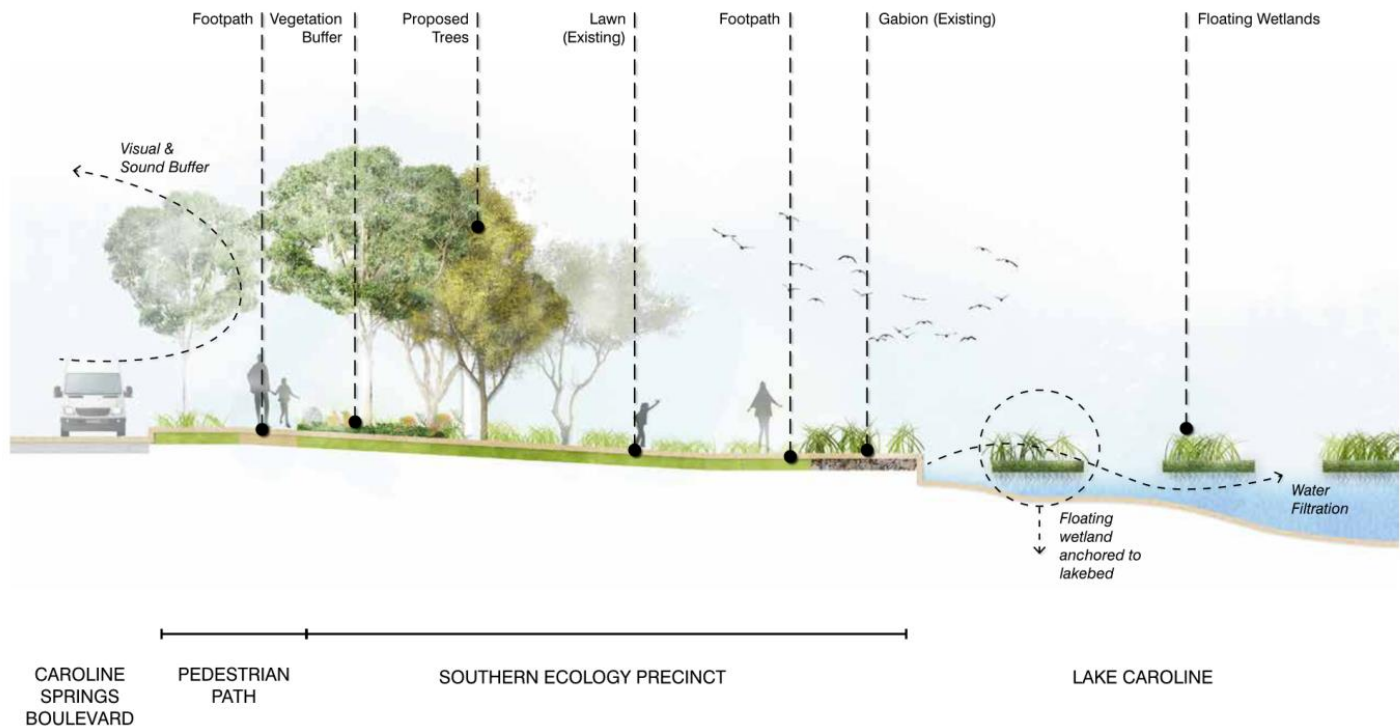 Footpath
Vegetation
Buffer
Proposed
Trees
Lawn
(Existing)
Footpath
Gabion (Existing)
Floating Wetlands
Visual &
Sound Buffer
Water
Filtration
Floating
wetland
anchored to
lakebed
CAROLINE
SPRINGS
BOULEVARD
PEDESTRIAN
PATH
SOUTHERN ECOLOGY PRECINCT
LAKE CAROLINE